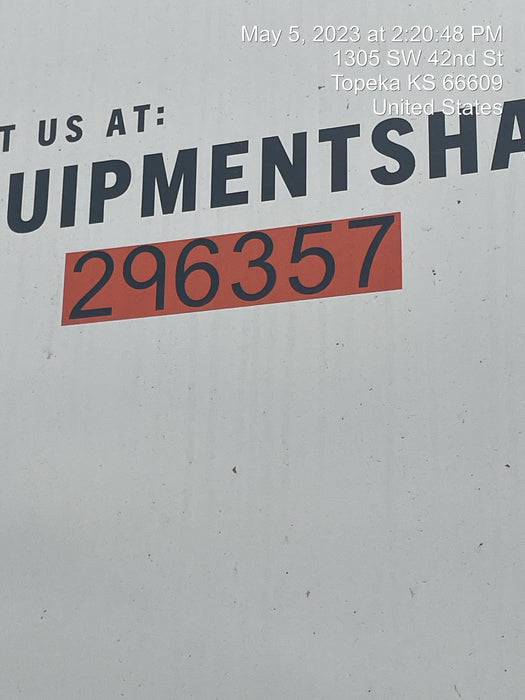 May 5, 2023 at 2:20:48 PM
1305 SW 42nd St
Topeka KS 66609
United States
T US AT:
UIPMENTSHA
296357